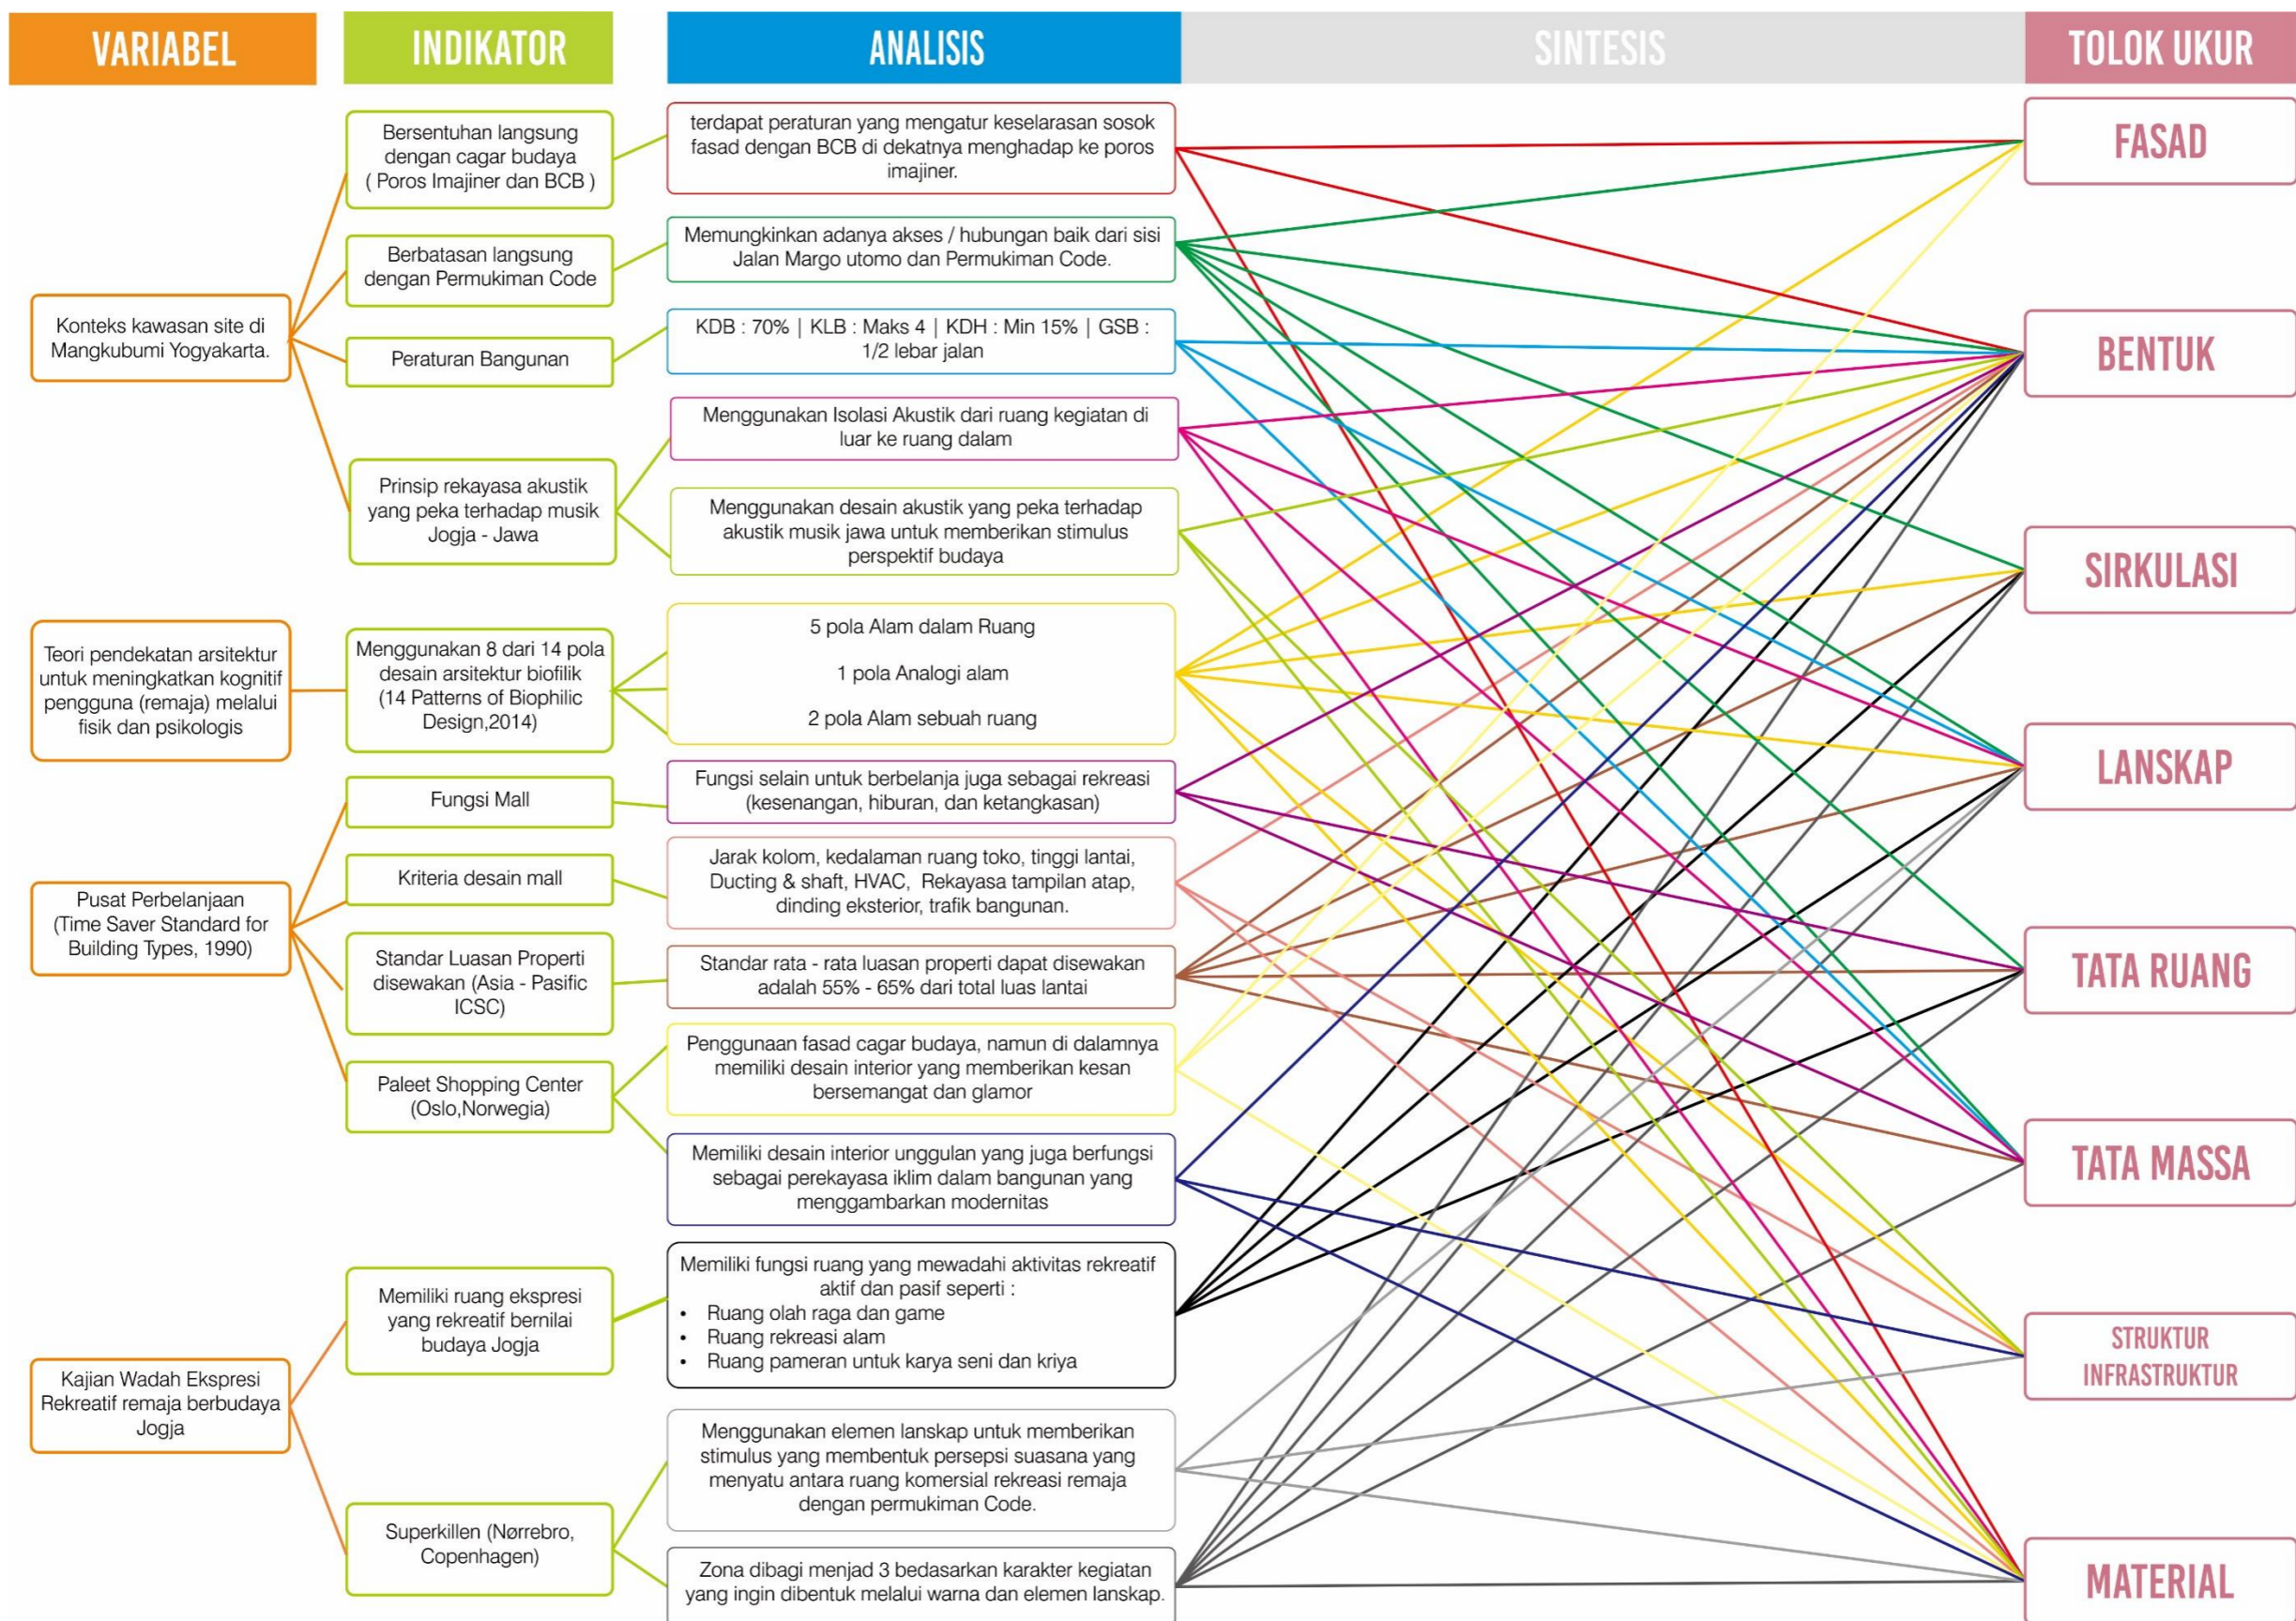 VARIABEL
INDIKATOR
ANALISIS
SINTESIS
TOLOK UKUR
Konteks kawasan site di
Mangkubumi Yogyakarta.
Bersentuhan langsung
dengan cagar budaya
( Poros Imajiner dan BCB )
terdapat peraturan yang mengatur keselarasan sosok
fasad dengan BCB di dekatnya menghadap ke poros
imajiner.
Berbatasan langsung
dengan Permukiman Code
Memungkinkan adanya akses / hubungan baik dari sisi
Jalan Margo utomo dan Permukiman Code.
Peraturan Bangunan
KDB : 70% | KLB : Maks 4 | KDH : Min 15% | GSB :
1/2 lebar jalan
Prinsip rekayasa akustik
yang peka terhadap musik
Jogja - Jawa
Menggunakan Isolasi Akustik dari ruang kegiatan di
luar ke ruang dalam
Menggunakan desain akustik yang peka terhadap
akustik musik jawa untuk memberikan stimulus
perspektif budaya
Teori pendekatan arsitektur
untuk meningkatkan kognitif
pengguna (remaja) melalui
fisik dan psikologis
Menggunakan 8 dari 14 pola
desain arsitektur biofilik
(14 Patterns of Biophilic
Design,2014)
5 pola Alam dalam Ruang
1 pola Analogi alam
2 pola Alam sebuah ruang
Pusat Perbelanjaan
(Time Saver Standard for
Building Types, 1990)
Fungsi Mall
Fungsi selain untuk berbelanja juga sebagai rekreasi
(kesenangan, hiburan, dan ketangkasan)
Kriteria desain mall
Jarak kolom, kedalaman ruang toko, tinggi lantai,
Ducting & shaft, HVAC, Rekayasa tampilan atap,
dinding eksterior, trafik bangunan.
Standar Luasan Properti
disewakan (Asia - Pasific
ICSC)
Standar rata - rata luasan properti dapat disewakan
adalah 55% - 65% dari total luas lantai
Paleet Shopping Center
(Oslo,Norwegia)
Penggunaan fasad cagar budaya, namun di dalamnya
memiliki desain interior yang memberikan kesan
bersemangat dan glamor
Memiliki desain interior unggulan yang juga berfungsi
sebagai perekayasa iklim dalam bangunan yang
menggambarkan modernitas
Kajian Wadah Ekspresi
Rekreatif remaja berbudaya
Jogja
Memiliki ruang ekspresi
yang rekreatif bernilai
budaya Jogja
Memiliki fungsi ruang yang mewadahi aktivitas rekreatif
aktif dan pasif seperti :
• Ruang olah raga dan game
• Ruang rekreasi alam
• Ruang pameran untuk karya seni dan kriya
Superkillen (Nørrebro,
Copenhagen)
Menggunakan elemen lanskap untuk memberikan
stimulus yang membentuk persepsi suasana yang
menyatu antara ruang komersial rekreasi remaja
dengan permukiman Code.
Zona dibagi menjad 3 bedasarkan karakter kegiatan
yang ingin dibentuk melalui warna dan elemen lanskap.
FASAD
BENTUK
SIRKULASI
LANSKAP
TATA RUANG
TATA MASSA
STRUKTUR
INFRASTRUKTUR
MATERIAL